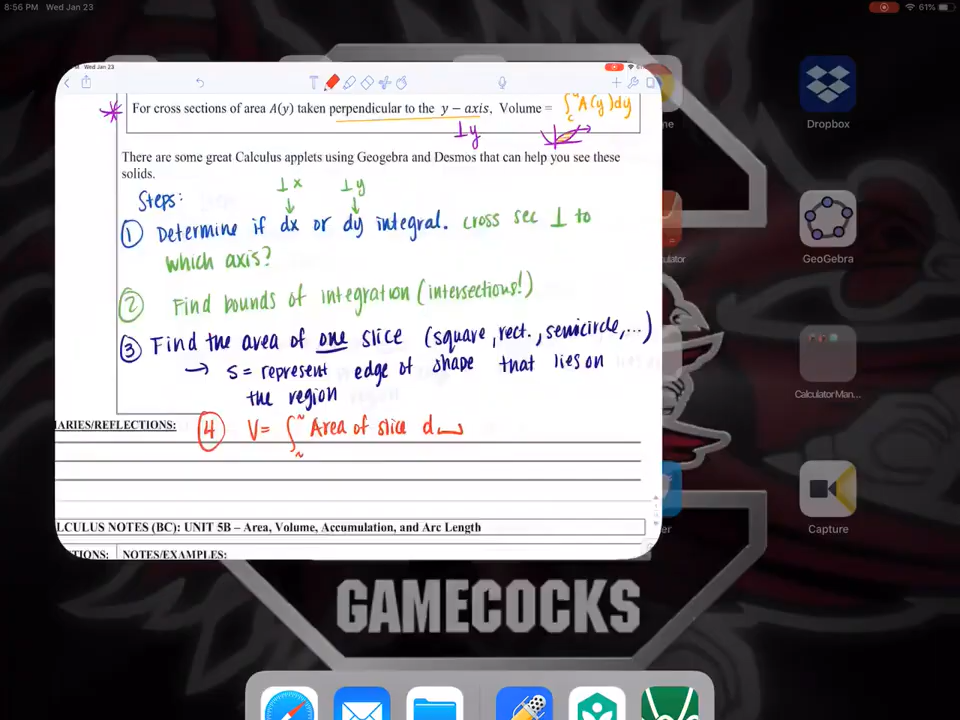 8:56 PM Wed Jan 23
61%
Wed Jan 23
For cross sections of area A(y) taken perpendicular to the y – axis, Volume = ∫ A(y)dy
c
⊥y
There are some great Calculus applets using Geogebra and Desmos that can help you see these
solids.
⊥x ⊥y
Steps:
① Determine if dx or dy integral. cross sec ⊥ to
which axis?
② Find bounds of integration (intersections!)
③ Find the area of one slice (square, rect., semicircle, ...)
→ s = represent edge of shape that lies on
the region
ARIES/REFLECTIONS:
④ V= ∫ Area of slice d
LCULUS NOTES (BC): UNIT 5B – Area, Volume, Accumulation, and Arc Length
TIONS: NOTES/EXAMPLES:
Dropbox
GeoGebra
CalculatorMan...
Capture
GAMECOCKS